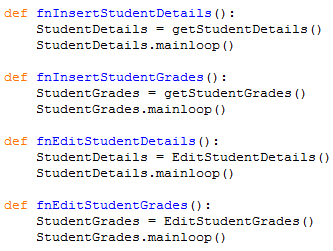 def fnInsertStudentDetails():
    StudentDetails = getStudentDetails()
    StudentDetails.mainloop()

def fnInsertStudentGrades():
    StudentGrades = getStudentGrades()
    StudentGrades.mainloop()

def fnEditStudentDetails():
    StudentDetails = EditStudentDetails()
    StudentDetails.mainloop()

def fnEditStudentGrades():
    StudentGrades = EditStudentGrades()
    StudentGrades.mainloop()